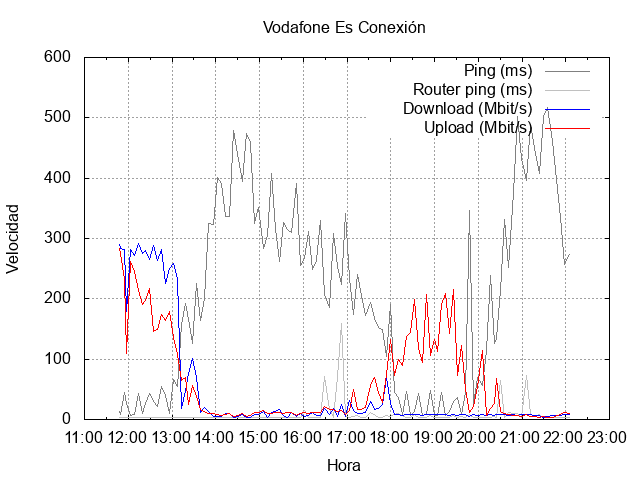 Vodafone Es Conexión
600
500
400
300
200
100
0
Velocidad
Ping (ms)
Router ping (ms)
Download (Mbit/s)
Upload (Mbit/s)
11:00 12:00 13:00 14:00 15:00 16:00 17:00 18:00 19:00 20:00 21:00 22:00 23:00
Hora